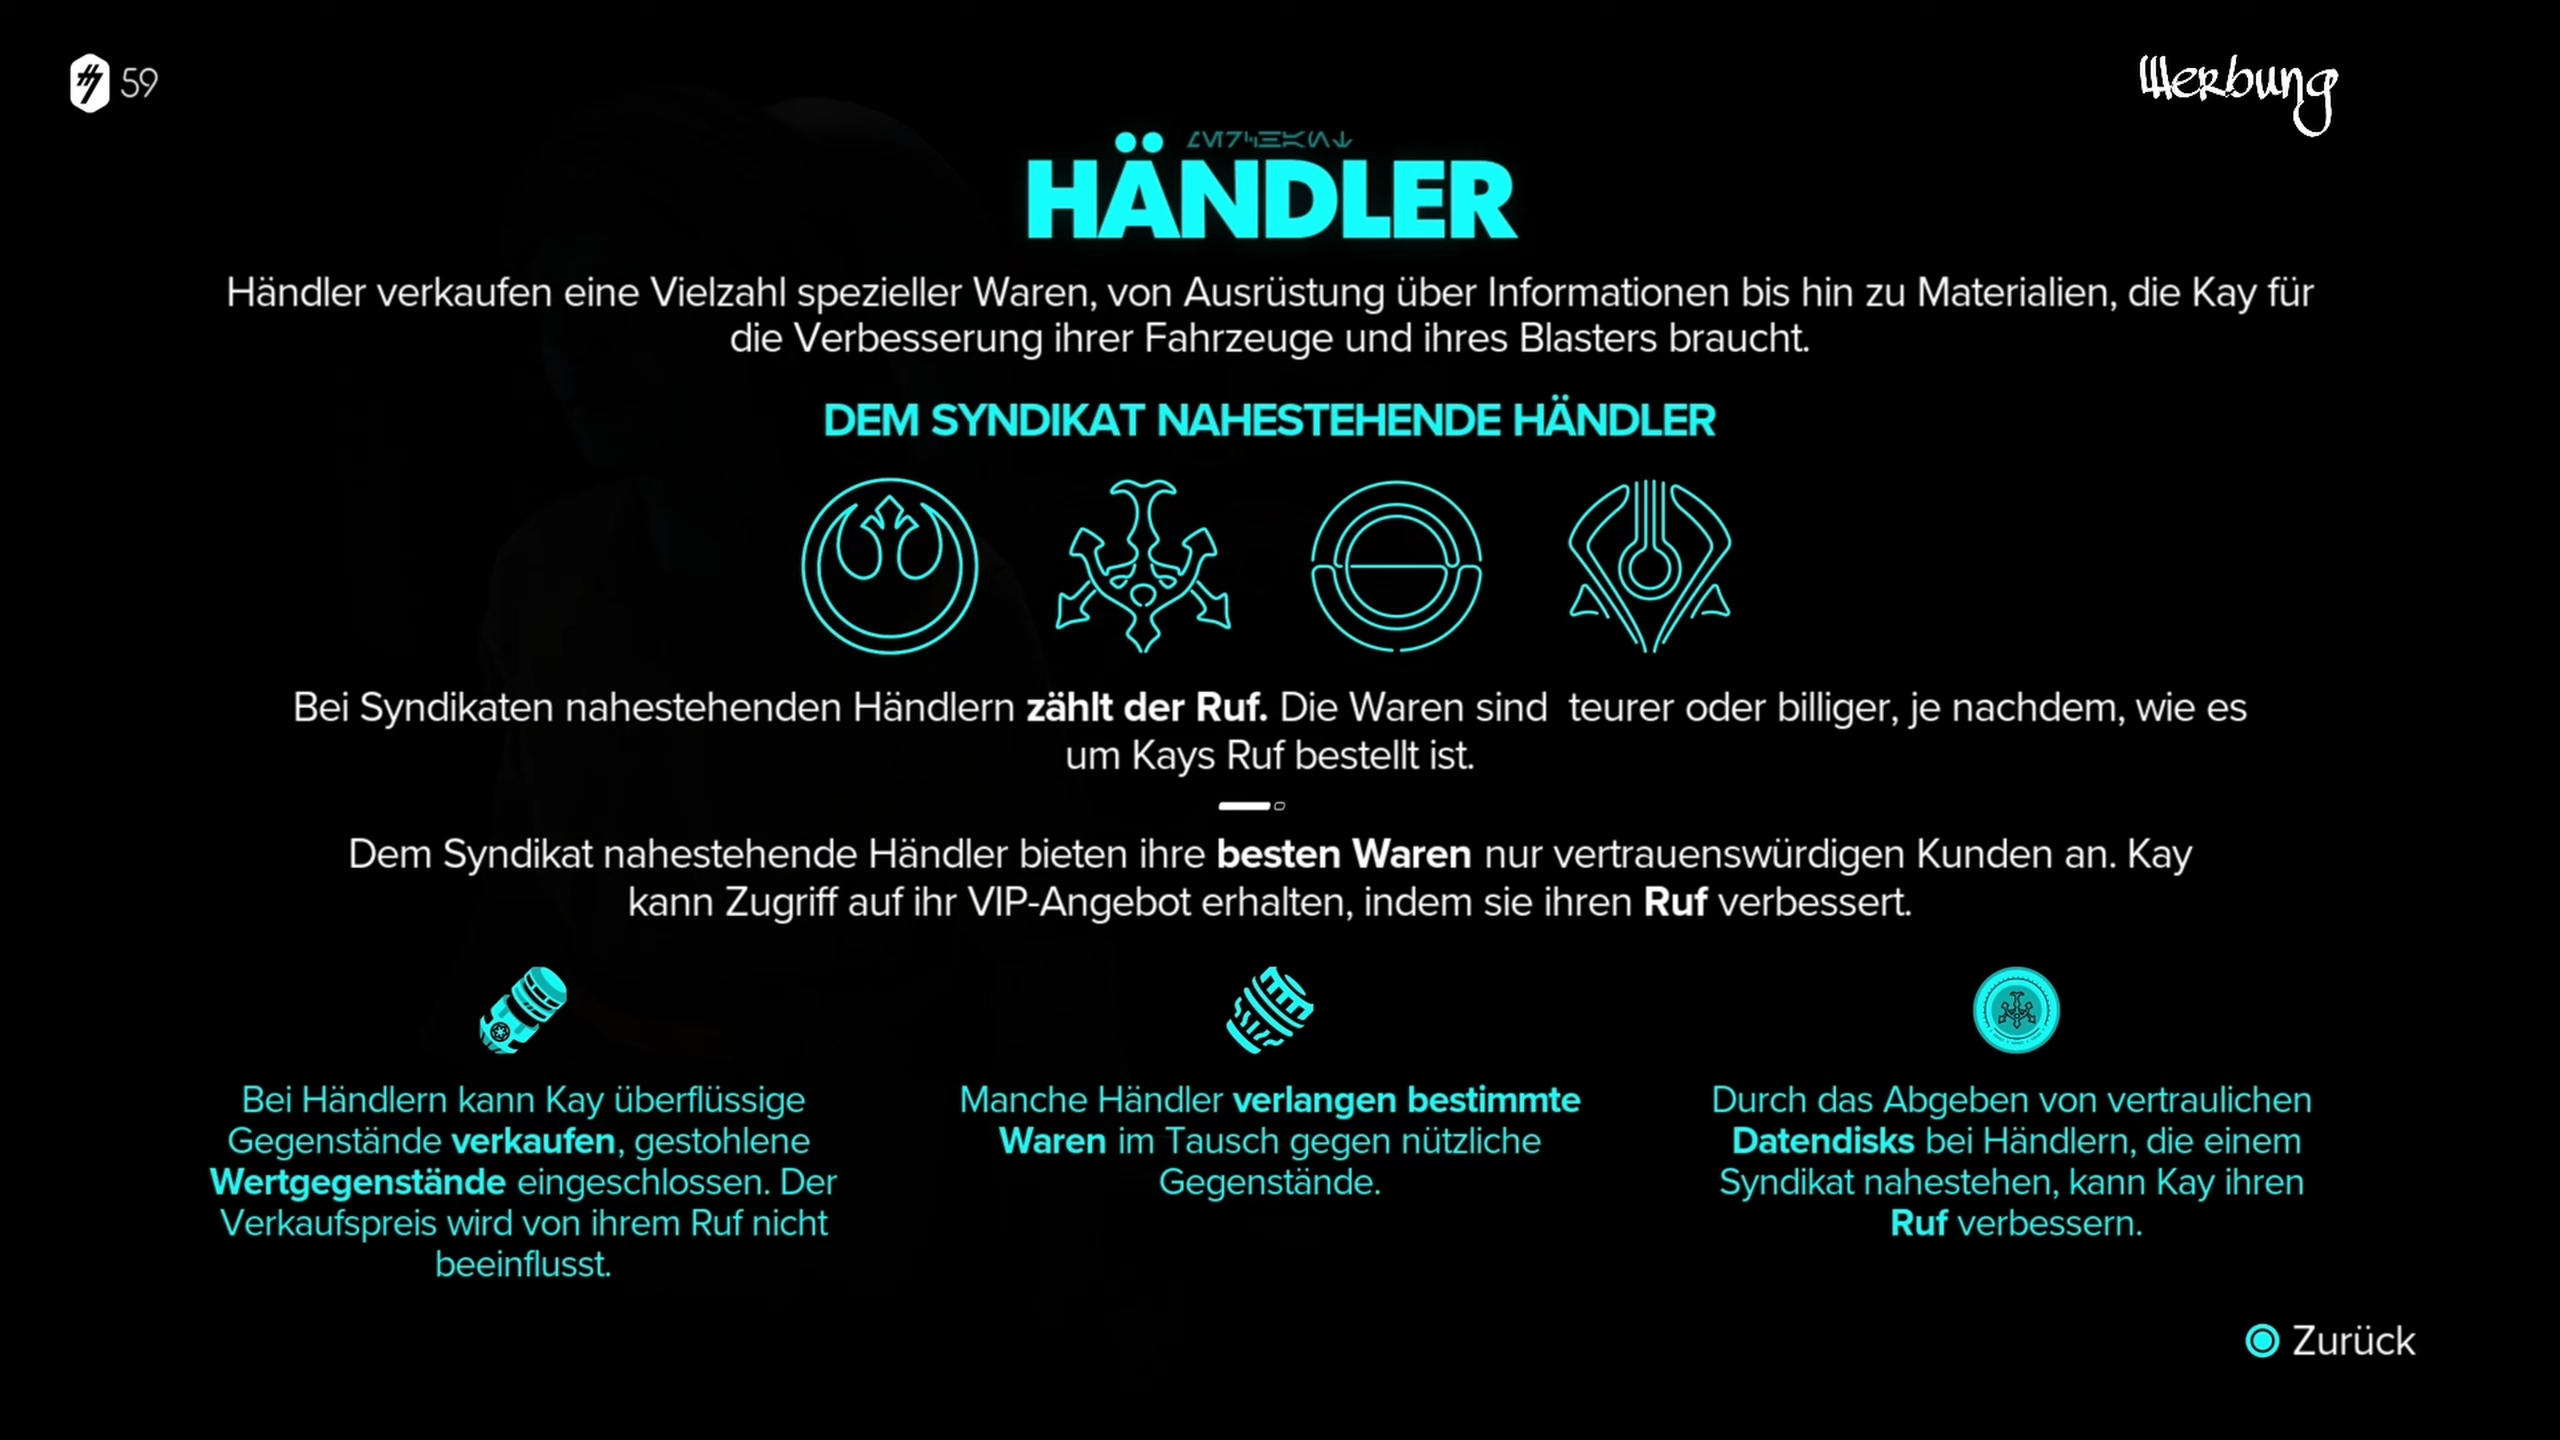 59
Werbung
HÄNDLER
Händler verkaufen eine Vielzahl spezieller Waren, von Ausrüstung über Informationen bis hin zu Materialien, die Kay für
die Verbesserung ihrer Fahrzeuge und ihres Blasters braucht.
DEM SYNDIKAT NAHESTEHENDE HÄNDLER
Bei Syndikaten nahestehenden Händlern zählt der Ruf. Die Waren sind  teurer oder billiger, je nachdem, wie es
um Kays Ruf bestellt ist.
Dem Syndikat nahestehende Händler bieten ihre besten Waren nur vertrauenswürdigen Kunden an. Kay
kann Zugriff auf ihr VIP-Angebot erhalten, indem sie ihren Ruf verbessert.
Bei Händlern kann Kay überflüssige
Gegenstände verkaufen, gestohlene
Wertgegenstände eingeschlossen. Der
Verkaufspreis wird von ihrem Ruf nicht
beeinflusst.
Manche Händler verlangen bestimmte
Waren im Tausch gegen nützliche
Gegenstände.
Durch das Abgeben von vertraulichen
Datendisks bei Händlern, die einem
Syndikat nahestehen, kann Kay ihren
Ruf verbessern.
Zurück